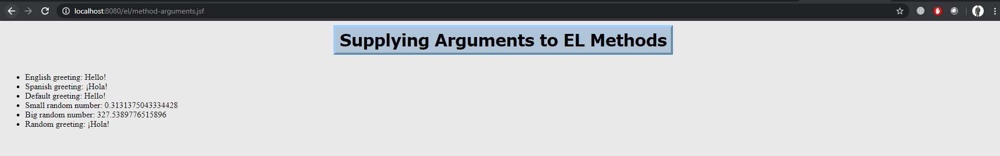 localhost:8080/el/method-arguments.jsf
Supplying Arguments to EL Methods
• English greeting: Hello!
• Spanish greeting: ¡Hola!
• Default greeting: Hello!
• Small random number: 0.3131375043334428
• Big random number: 327.5389776515896
• Random greeting: ¡Hola!